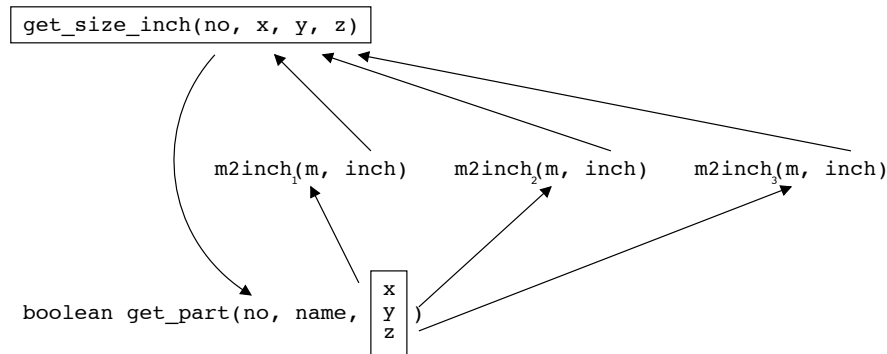 get_size_inch(no, x, y, z)
m2inch₁(m, inch) m2inch₂(m, inch) m2inch₃(m, inch)
x
boolean get_part(no, name, y )
z